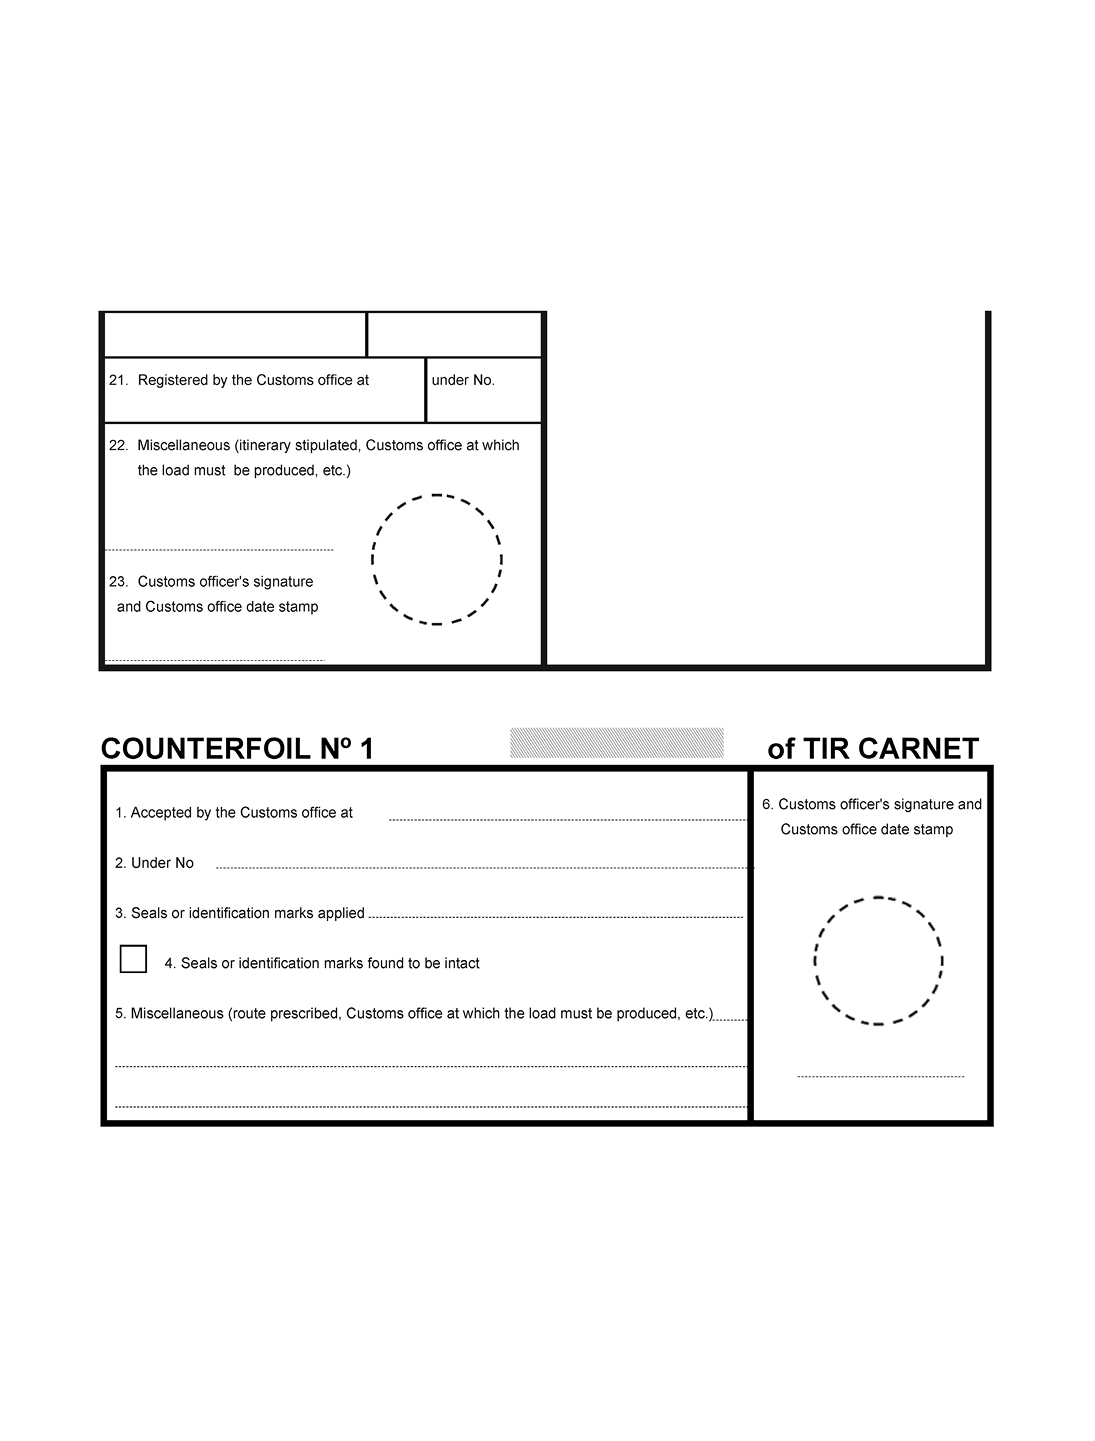 21. Registered by the Customs office at
under No.
22. Miscellaneous (itinerary stipulated, Customs office at which
the load must be produced, etc.)
23. Customs officer's signature
and Customs office date stamp
COUNTERFOIL Nº 1
of TIR CARNET
1. Accepted by the Customs office at
2. Under No
3. Seals or identification marks applied
4. Seals or identification marks found to be intact
5. Miscellaneous (route prescribed, Customs office at which the load must be produced, etc.)
6. Customs officer's signature and
Customs office date stamp